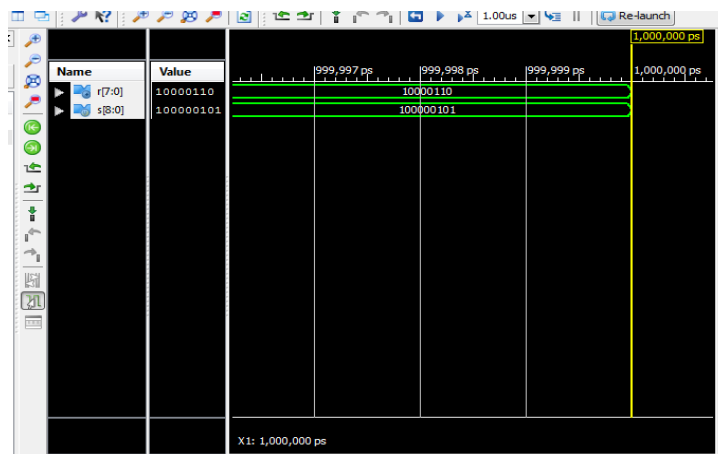 1.00us Re-launch
1,000,000 ps
Name Value 999,997 ps 999,998 ps 999,999 ps 1,000,000 ps
r[7:0] 10000110 10000110
s[8:0] 100000101 100000101
X1: 1,000,000 ps